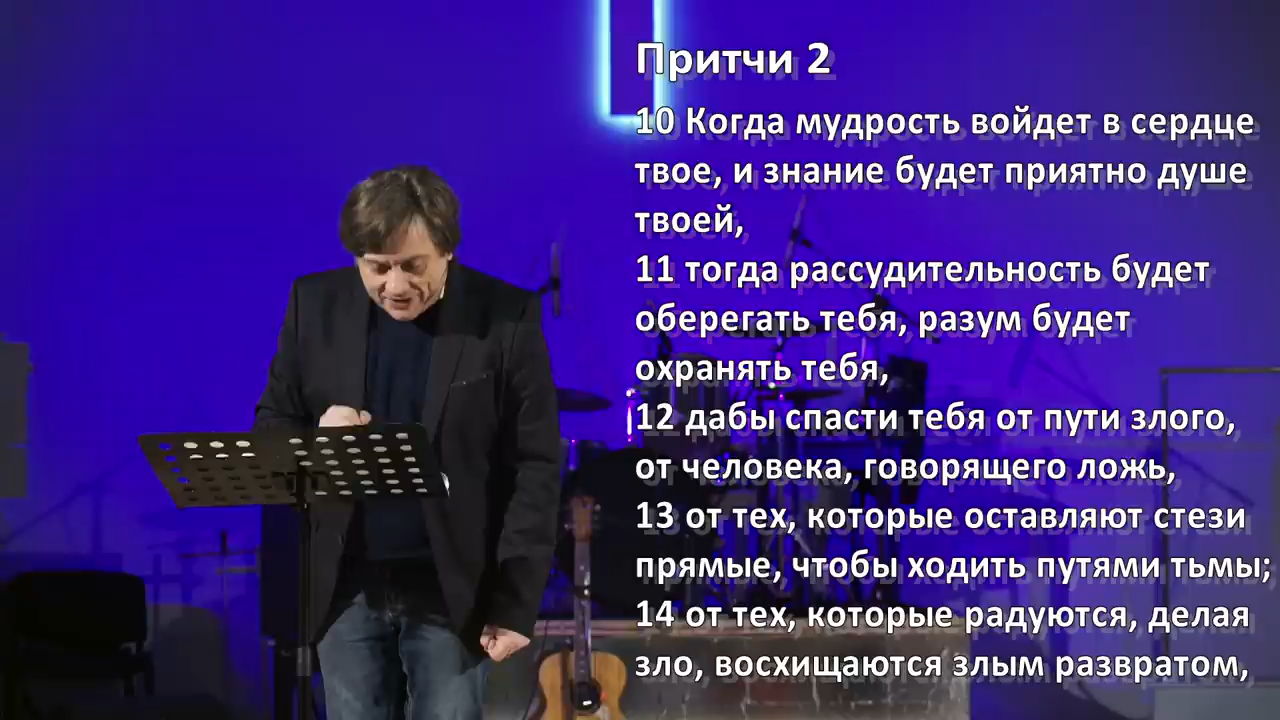 Притчи 2
10 Когда мудрость войдет в сердце
твое, и знание будет приятно душе
твоей,
11 тогда рассудительность будет
оберегать тебя, разум будет
охранять тебя,
12 дабы спасти тебя от пути злого,
от человека, говорящего ложь,
13 от тех, которые оставляют стези
прямые, чтобы ходить путями тьмы;
14 от тех, которые радуются, делая
зло, восхищаются злым развратом,